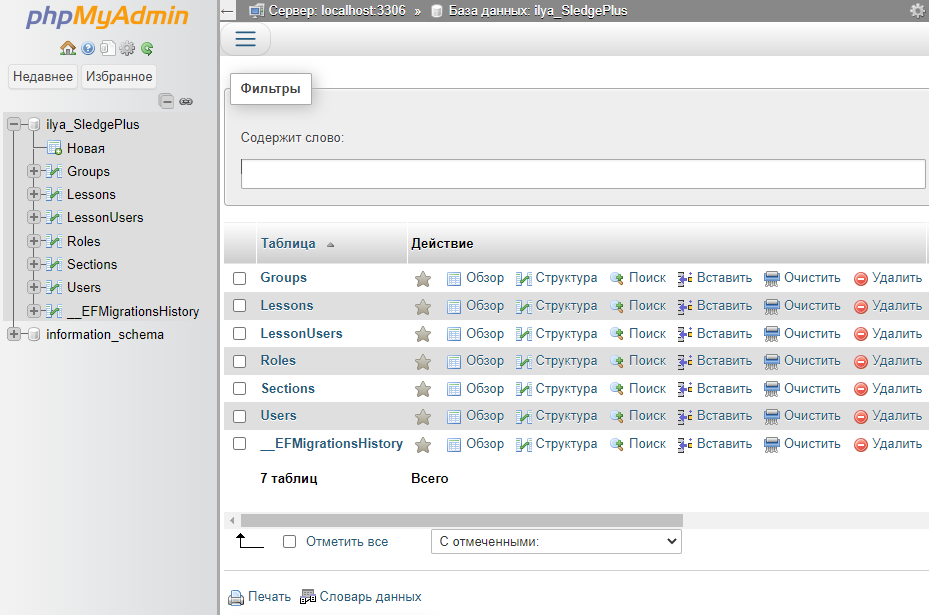 phpMyAdmin
Недавнее Избранное
ilya_SledgePlus
Новая
Groups
Lessons
LessonUsers
Roles
Sections
Users
__EFMigrationsHistory
information_schema
Сервер: localhost:3306 » База данных: ilya_SledgePlus
Фильтры
Содержит слово:
Таблица Действие
Groups Обзор Структура Поиск Вставить Очистить Удалить
Lessons Обзор Структура Поиск Вставить Очистить Удалить
LessonUsers Обзор Структура Поиск Вставить Очистить Удалить
Roles Обзор Структура Поиск Вставить Очистить Удалить
Sections Обзор Структура Поиск Вставить Очистить Удалить
Users Обзор Структура Поиск Вставить Очистить Удалить
__EFMigrationsHistory Обзор Структура Поиск Вставить Очистить Удалить
7 таблиц Всего
Отметить все С отмеченными:
Печать Словарь данных